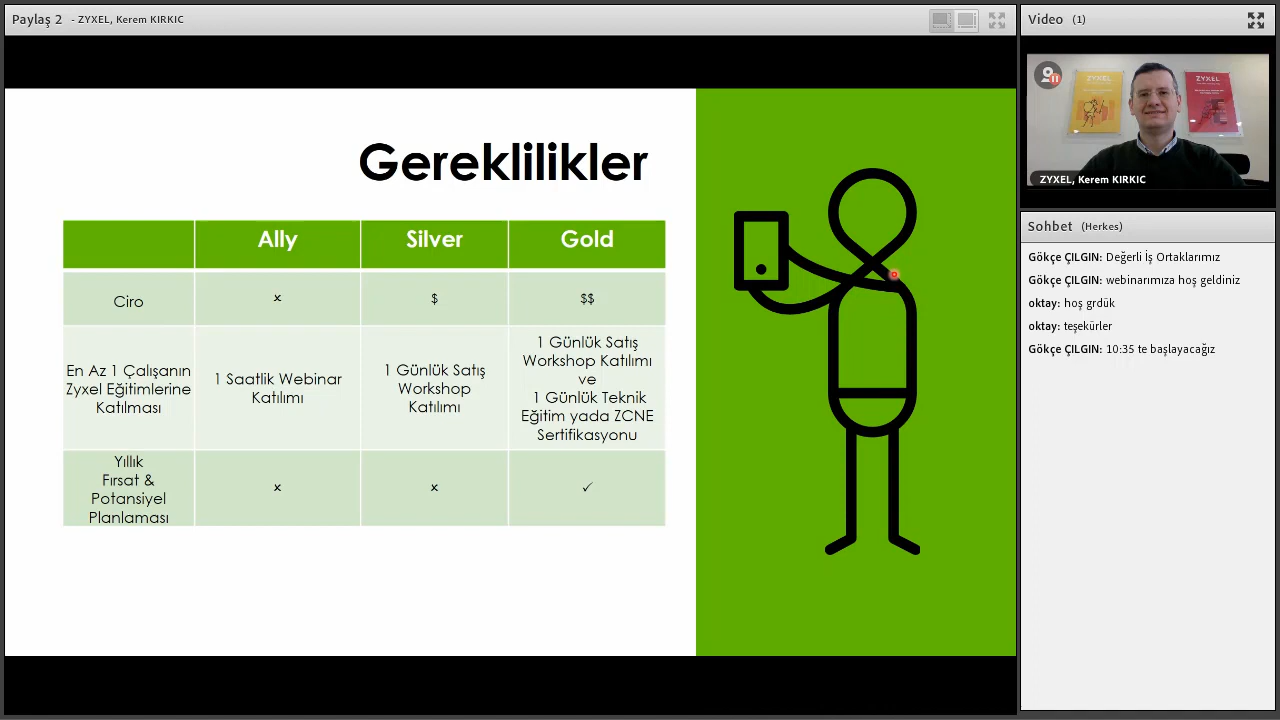 Paylaş 2 - ZYXEL, Kerem KIRKIC
Gereklilikler
Ally Silver Gold
Ciro x $ $$
En Az 1 Çalışanın
Zyxel Eğitimlerine
Katılması
1 Saatlik Webinar
Katılımı
1 Günlük Satış
Workshop
Katılımı
1 Günlük Satış
Workshop Katılımı
ve
1 Günlük Teknik
Eğitim yada ZCNE
Sertifikasyonu
Yıllık
Fırsat &
Potansiyel
Planlaması
x x ✓
Video (1)
ZYXEL
ZYXEL
ZYXEL, Kerem KIRKIC
Sohbet (Herkes)
Gökçe ÇILGIN: Değerli İş Ortaklarımız
Gökçe ÇILGIN: webinarımıza hoş geldiniz
oktay: hoş grdük
oktay: teşekürler
Gökçe ÇILGIN: 10:35 te başlayacağız